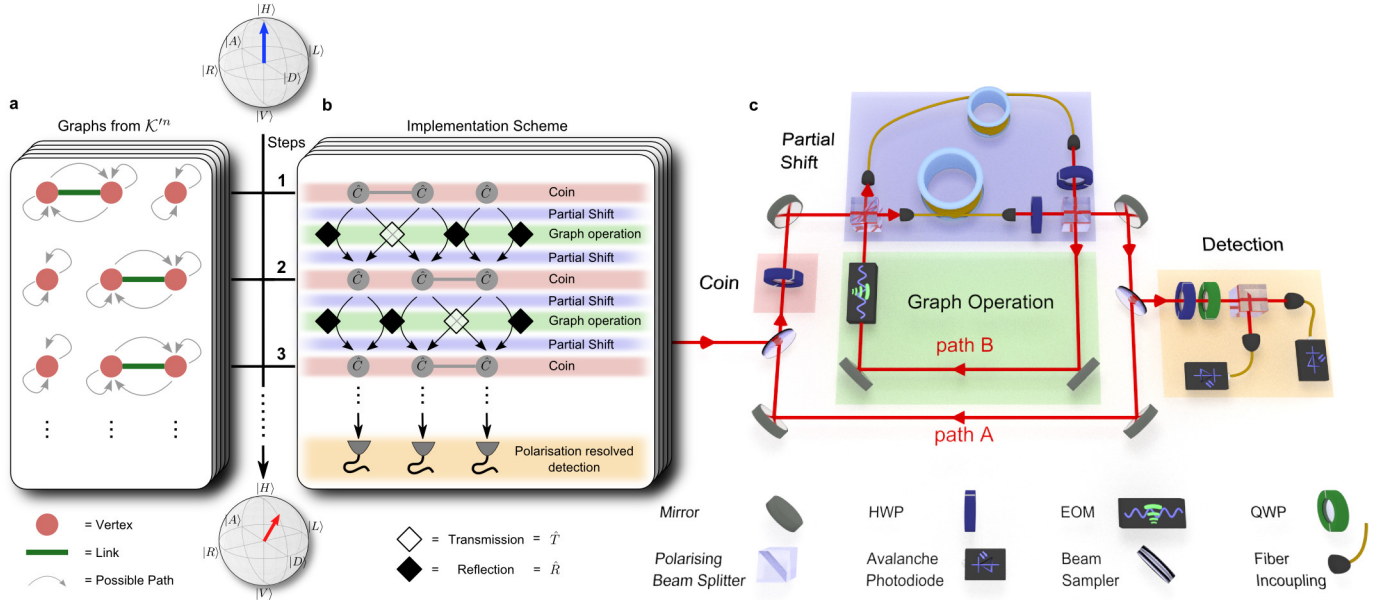 |H⟩
|A⟩
|L⟩
|R⟩
|D⟩
|V⟩
a
Graphs from 𝒦′ⁿ
Steps
1
2
3
b
Implementation Scheme
Ĉ Ĉ Ĉ
Coin
Partial Shift
Graph operation
Partial Shift
Ĉ Ĉ Ĉ
Coin
Partial Shift
Graph operation
Partial Shift
Ĉ Ĉ Ĉ
Coin
Polarisation resolved
detection
|H⟩
|A⟩
|L⟩
|R⟩
|D⟩
|V⟩
= Vertex
= Link
= Possible Path
= Transmission = T̂
= Reflection = R̂
c
Partial
Shift
Coin
Graph Operation
path B
path A
Detection
Mirror
HWP
EOM
QWP
Polarising
Beam Splitter
Avalanche
Photodiode
Beam
Sampler
Fiber
Incoupling